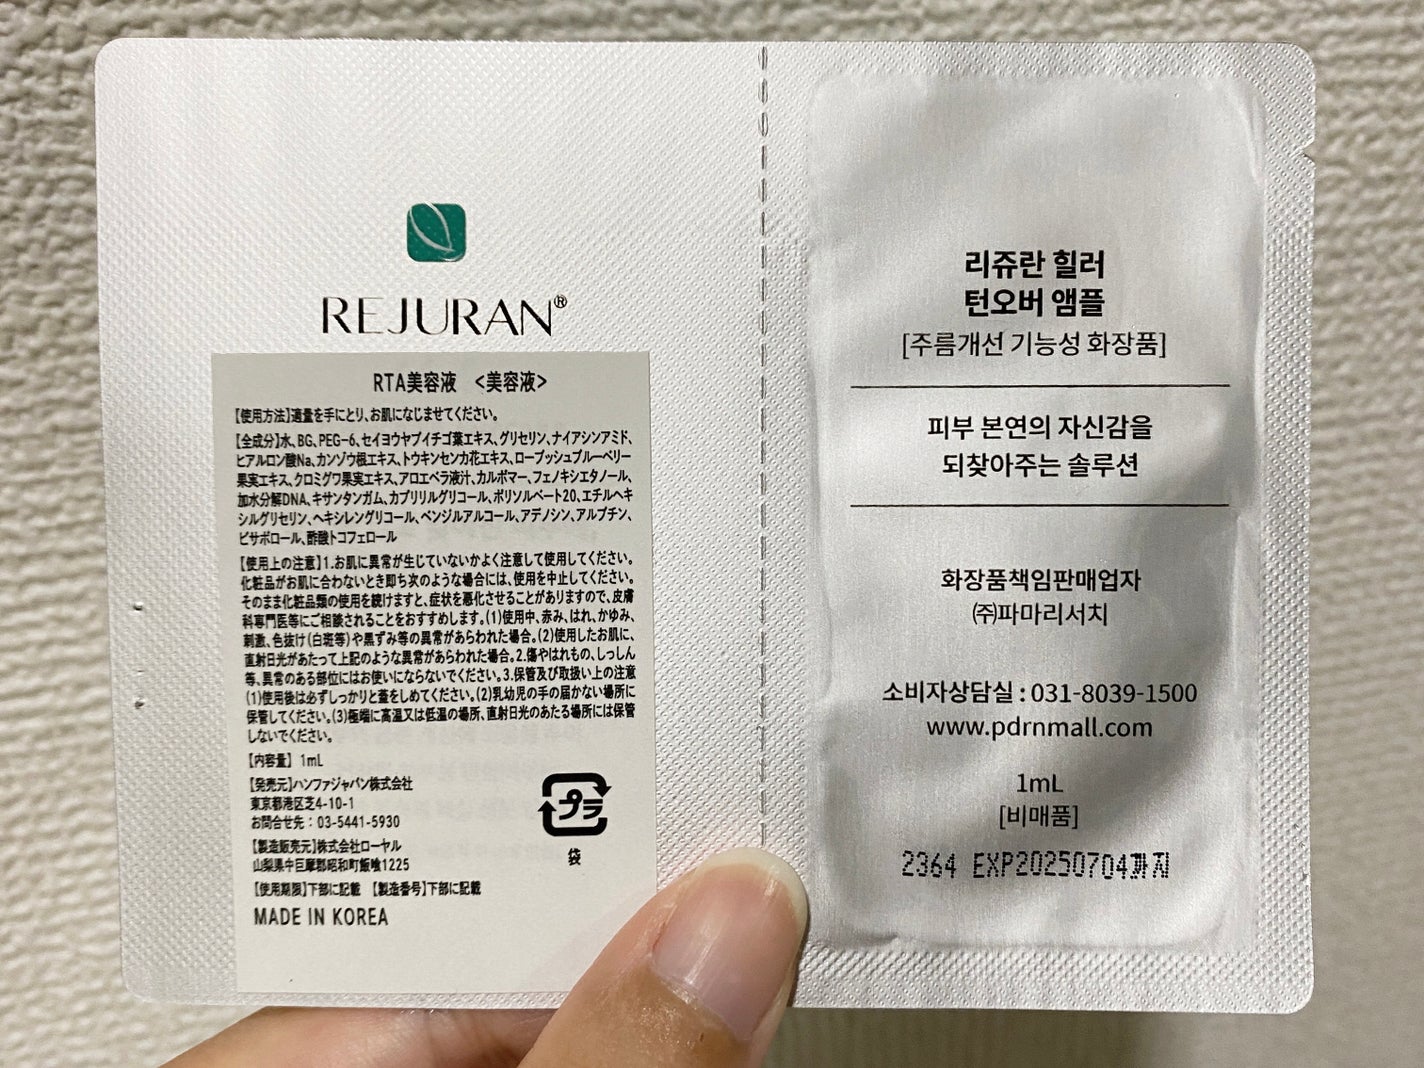 REJURAN®
RTA美容液 <美容液>
【使用方法】適量を手にとり、お肌になじませてください。
【全成分】水、BG、PEG-6、セイヨウヤブイチゴ葉エキス、グリセリン、ナイアシンアミド、
ヒアルロン酸Na、カンゾウ根エキス、トウキンセンカ花エキス、ローブッシュブルーベリー
果実エキス、クロミグワ果実エキス、アロエベラ液汁、カルボマー、フェノキシエタノール、
加水分解DNA、キサンタンガム、カプリリルグリコール、ポリソルベート20、エチルヘキ
シルグリセリン、ヘキシレングリコール、ベンジルアルコール、アデノシン、アルブチン、
ビサボロール、酢酸トコフェロール
【使用上の注意】1.お肌に異常が生じていないかよく注意して使用してください。
化粧品がお肌に合わないとき即ち次のような場合には、使用を中止してください。
そのまま化粧品類の使用を続けますと、症状を悪化させることがありますので、皮膚
科専門医等にご相談されることをおすすめします。(1)使用中、赤み、はれ、かゆみ、
刺激、色抜け(白斑等)や黒ずみ等の異常があらわれた場合。(2)使用したお肌に、
直射日光があたって上記のような異常があらわれた場合。2.傷やはれもの、しっしん
等、異常のある部位にはお使いにならないでください。3.保管及び取扱い上の注意
(1)使用後は必ずしっかりと蓋をしめてください。(2)乳幼児の手の届かない場所に
保管してください。(3)極端に高温又は低温の場所、直射日光のあたる場所には保管
しないでください。
【内容量】1mL
【発売元】ハンファジャパン株式会社
東京都港区芝4-10-1
お問合せ先：03-5441-5930
【製造販売元】株式会社ローヤル
山梨県中巨摩郡昭和町飯喰1225
【使用期限】下部に記載 【製造番号】下部に記載
MADE IN KOREA
プラ
袋
리쥬란 힐러
턴오버 앰플
[주름개선 기능성 화장품]
피부 본연의 자신감을
되찾아주는 솔루션
화장품책임판매업자
㈜파마리서치
소비자상담실 : 031-8039-1500
www.pdrnmall.com
1mL
[비매품]
2364 EXP20250704까지